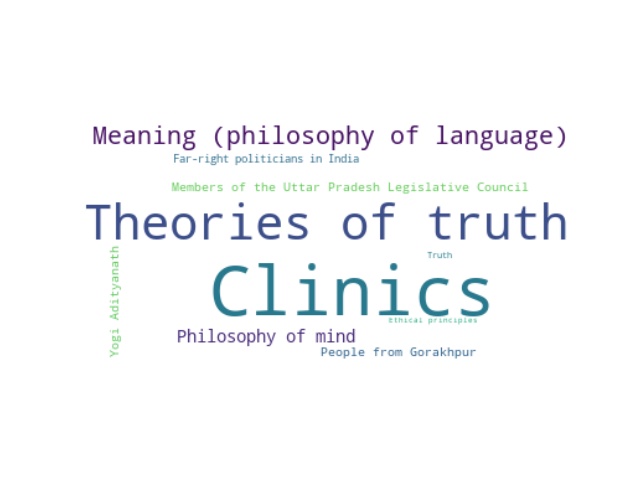 Meaning (philosophy of language)
Far-right politicians in India
Members of the Uttar Pradesh Legislative Council
Theories of truth
Yogi Adityanath
Truth
Clinics
Ethical principles
Philosophy of mind
People from Gorakhpur